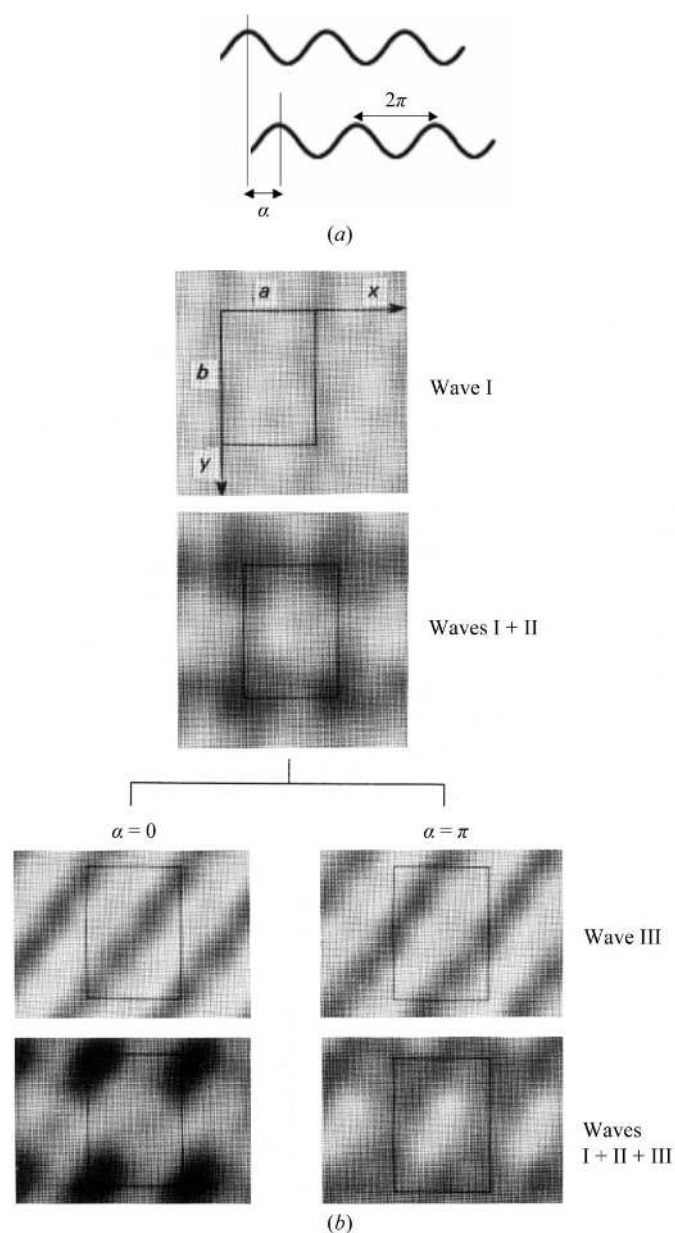 2π
α
(a)
a
x
b
y
Wave I
Waves I + II
α = 0
α = π
Wave III
Waves
I + II + III
(b)